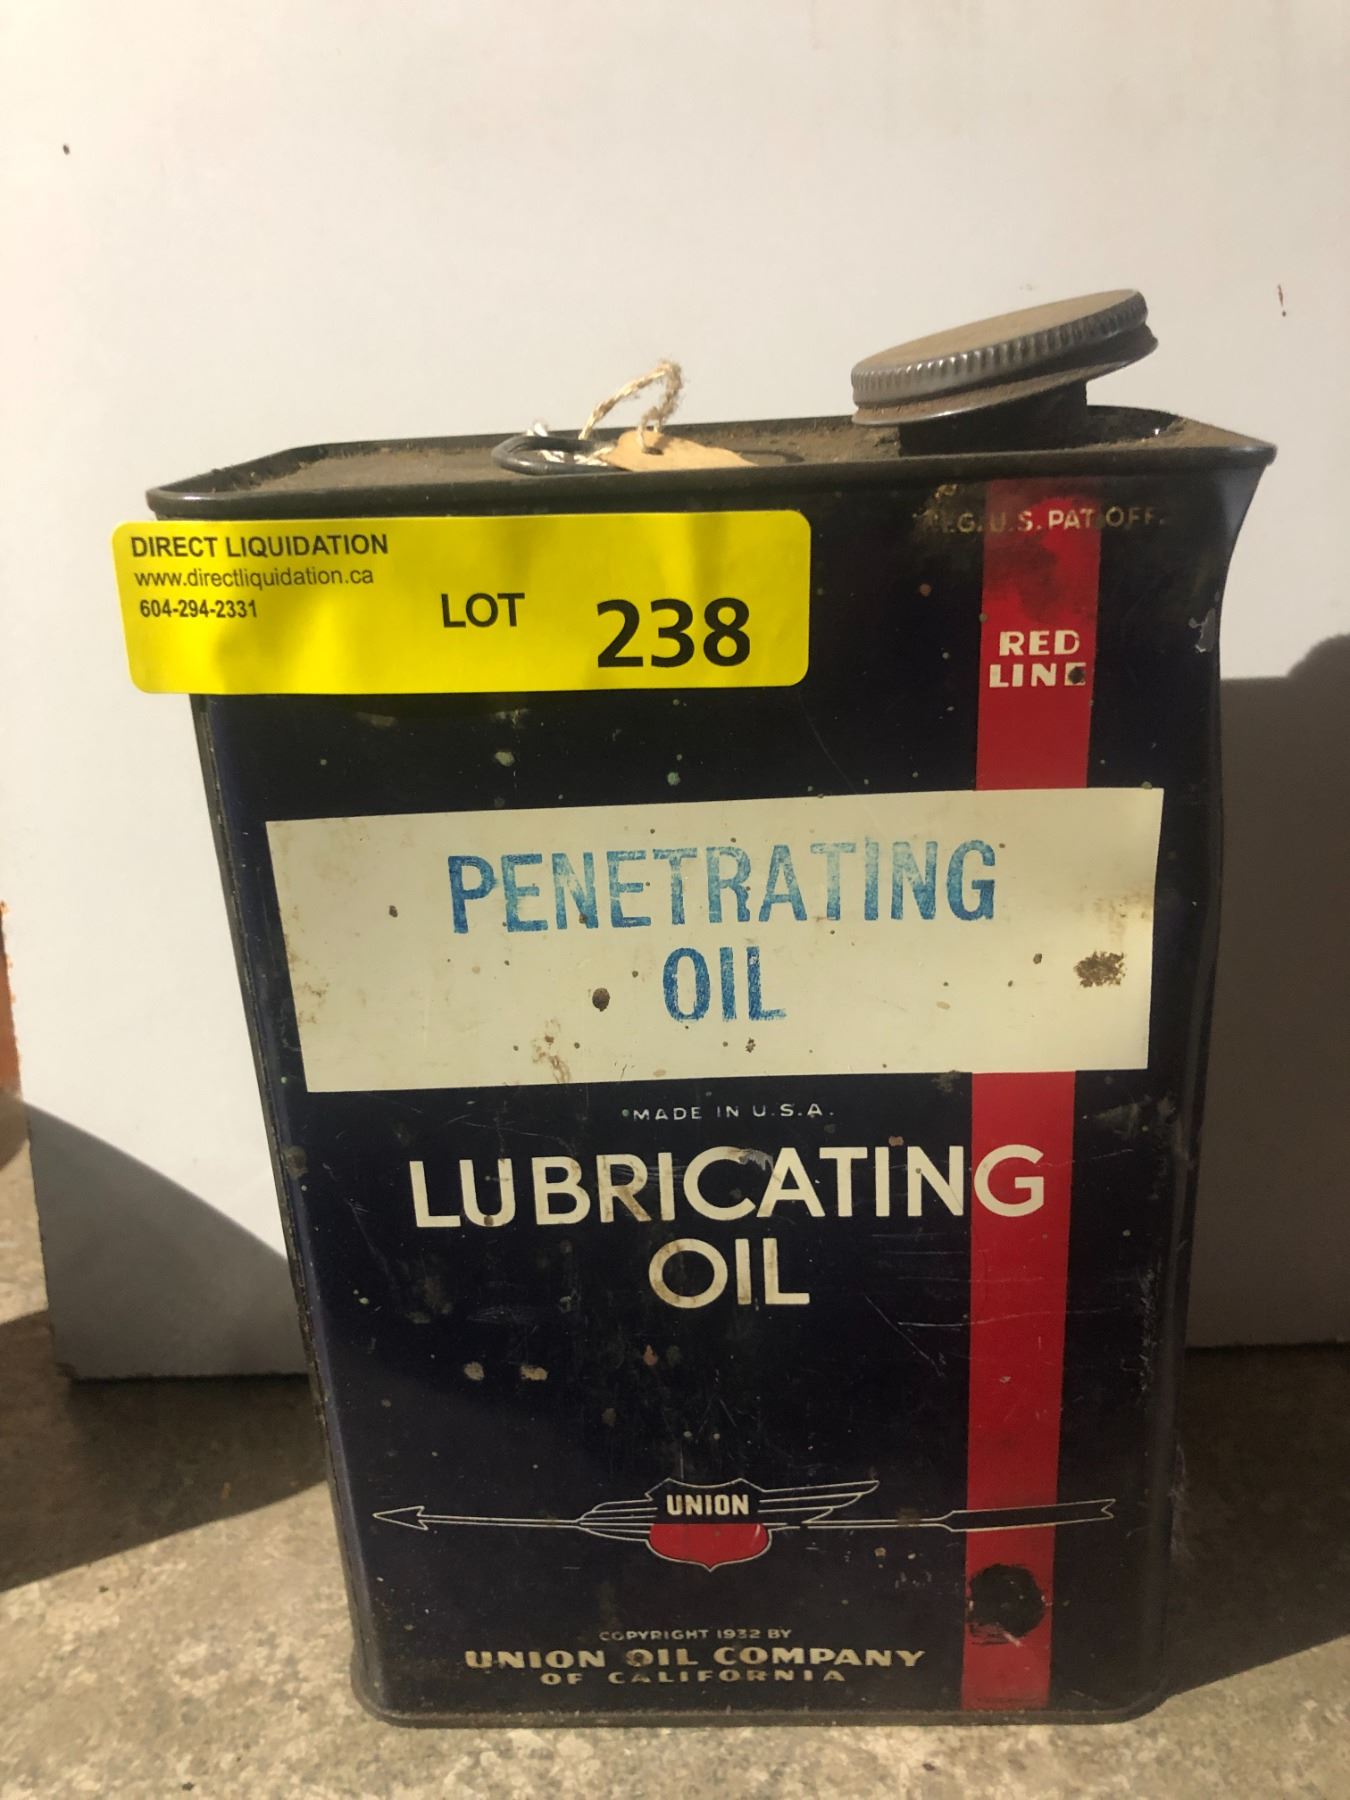 DIRECT LIQUIDATION
www.directliquidation.ca
604-294-2331
LOT 238
U.S. PAT. OFF.
RED
LINE
PENETRATING
OIL
MADE IN U.S.A.
LUBRICATING
OIL
UNION
COPYRIGHT 1932 BY
UNION OIL COMPANY
OF CALIFORNIA